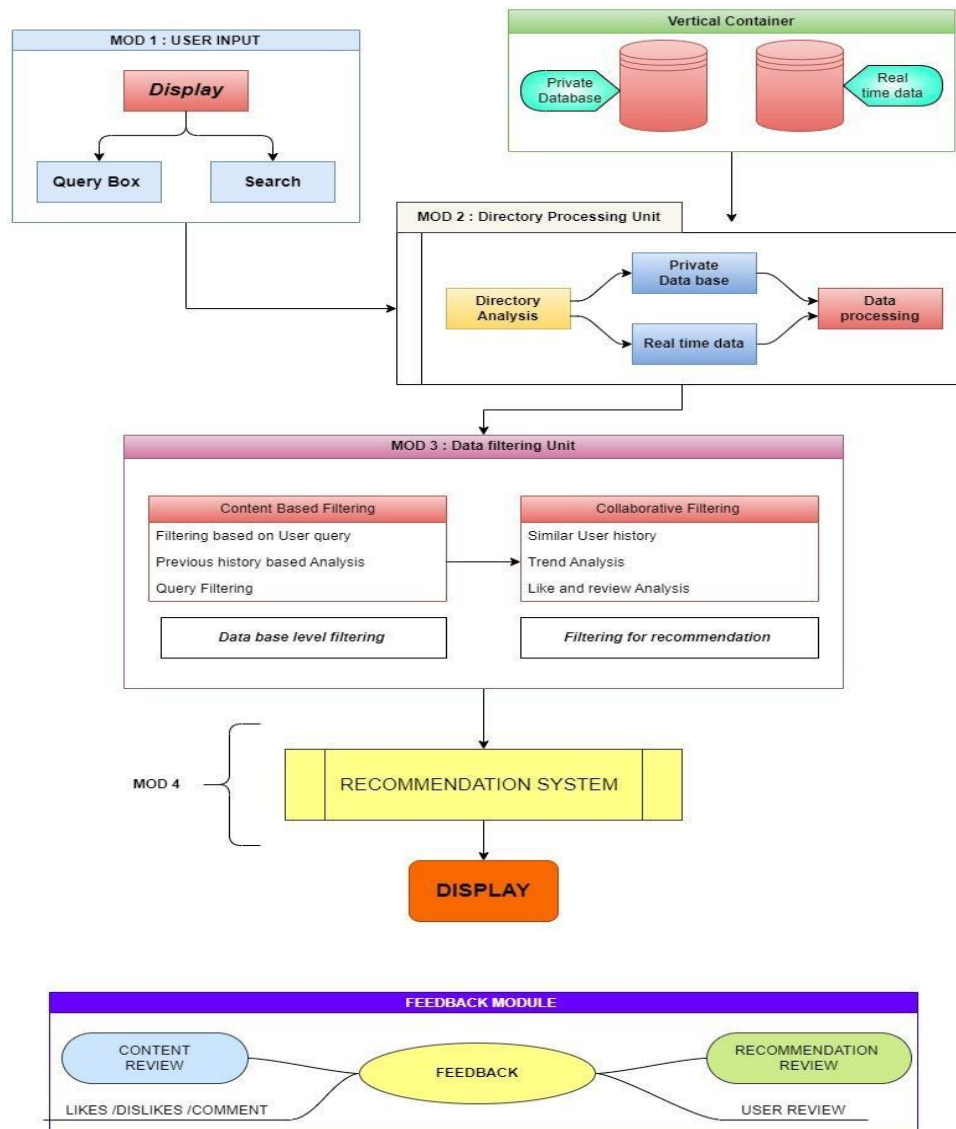 MOD 1 : USER INPUT
Display
Query Box
Search
Vertical Container
Private
Database
Real
time data
MOD 2 : Directory Processing Unit
Directory
Analysis
Private
Data base
Real time data
Data
processing
MOD 3 : Data filtering Unit
Content Based Filtering
Filtering based on User query
Previous history based Analysis
Query Filtering
Data base level filtering
Collaborative Filtering
Similar User history
Trend Analysis
Like and review Analysis
Filtering for recommendation
MOD 4
RECOMMENDATION SYSTEM
DISPLAY
FEEDBACK MODULE
CONTENT
REVIEW
LIKES /DISLIKES /COMMENT
FEEDBACK
RECOMMENDATION
REVIEW
USER REVIEW